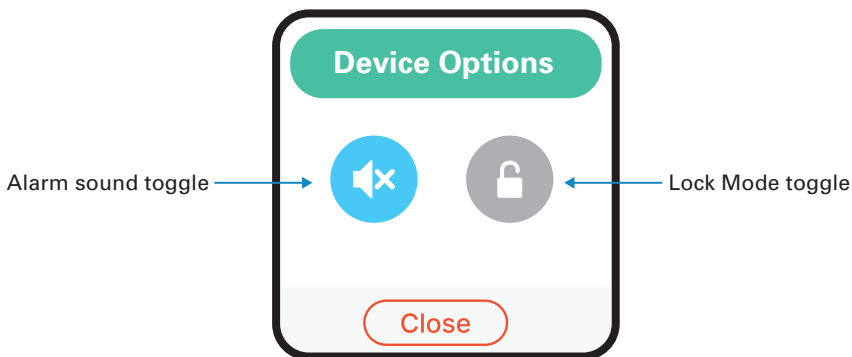 Device Options
Alarm sound toggle
Lock Mode toggle
Close